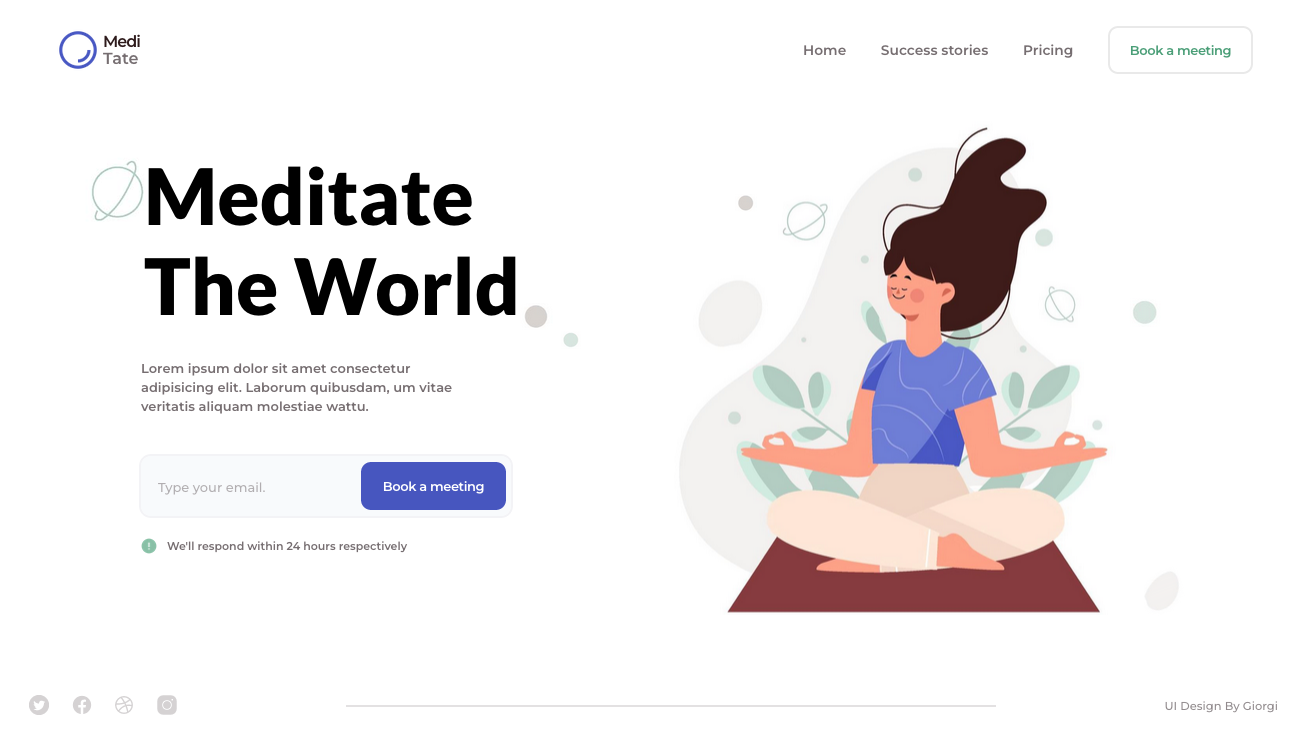 Medi
Tate
Home
Success stories
Pricing
Book a meeting
Meditate
The World
Lorem ipsum dolor sit amet consectetur
adipisicing elit. Laborum quibusdam, um vitae
veritatis aliquam molestiae wattu.
Type your email.
Book a meeting
We'll respond within 24 hours respectively
UI Design By Giorgi